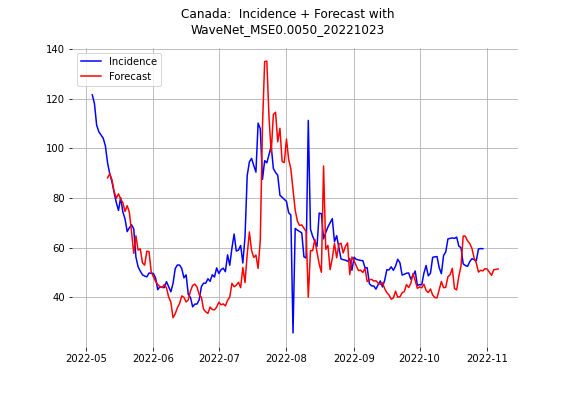 Canada:  Incidence + Forecast with
WaveNet_MSE0.0050_20221023
140
120
100
80
60
40
Incidence
Forecast
2022-05 2022-06 2022-07 2022-08 2022-09 2022-10 2022-11